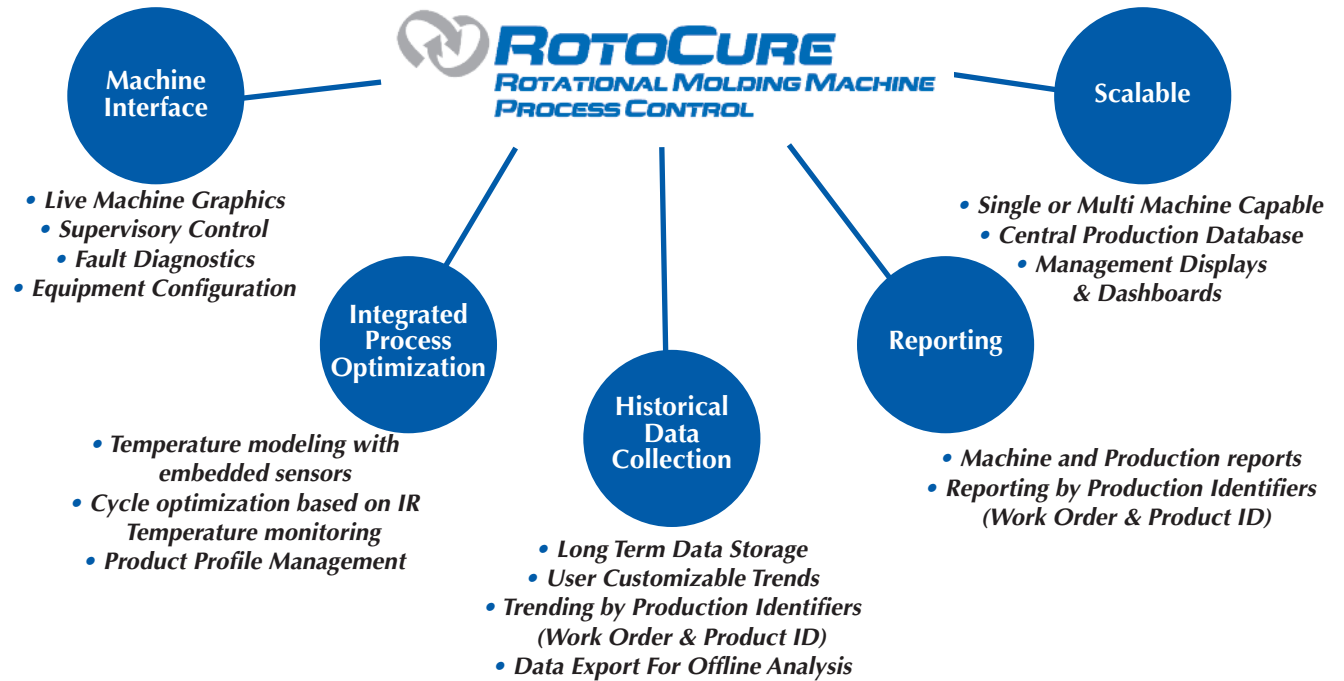 ROTOCURE
ROTATIONAL MOLDING MACHINE
PROCESS CONTROL
Machine
Interface
• Live Machine Graphics
• Supervisory Control
• Fault Diagnostics
• Equipment Configuration
Integrated
Process
Optimization
• Temperature modeling with
embedded sensors
• Cycle optimization based on IR
Temperature monitoring
• Product Profile Management
Historical
Data
Collection
• Long Term Data Storage
• User Customizable Trends
• Trending by Production Identifiers
(Work Order & Product ID)
• Data Export For Offline Analysis
Reporting
• Machine and Production reports
• Reporting by Production Identifiers
(Work Order & Product ID)
Scalable
• Single or Multi Machine Capable
• Central Production Database
• Management Displays
& Dashboards